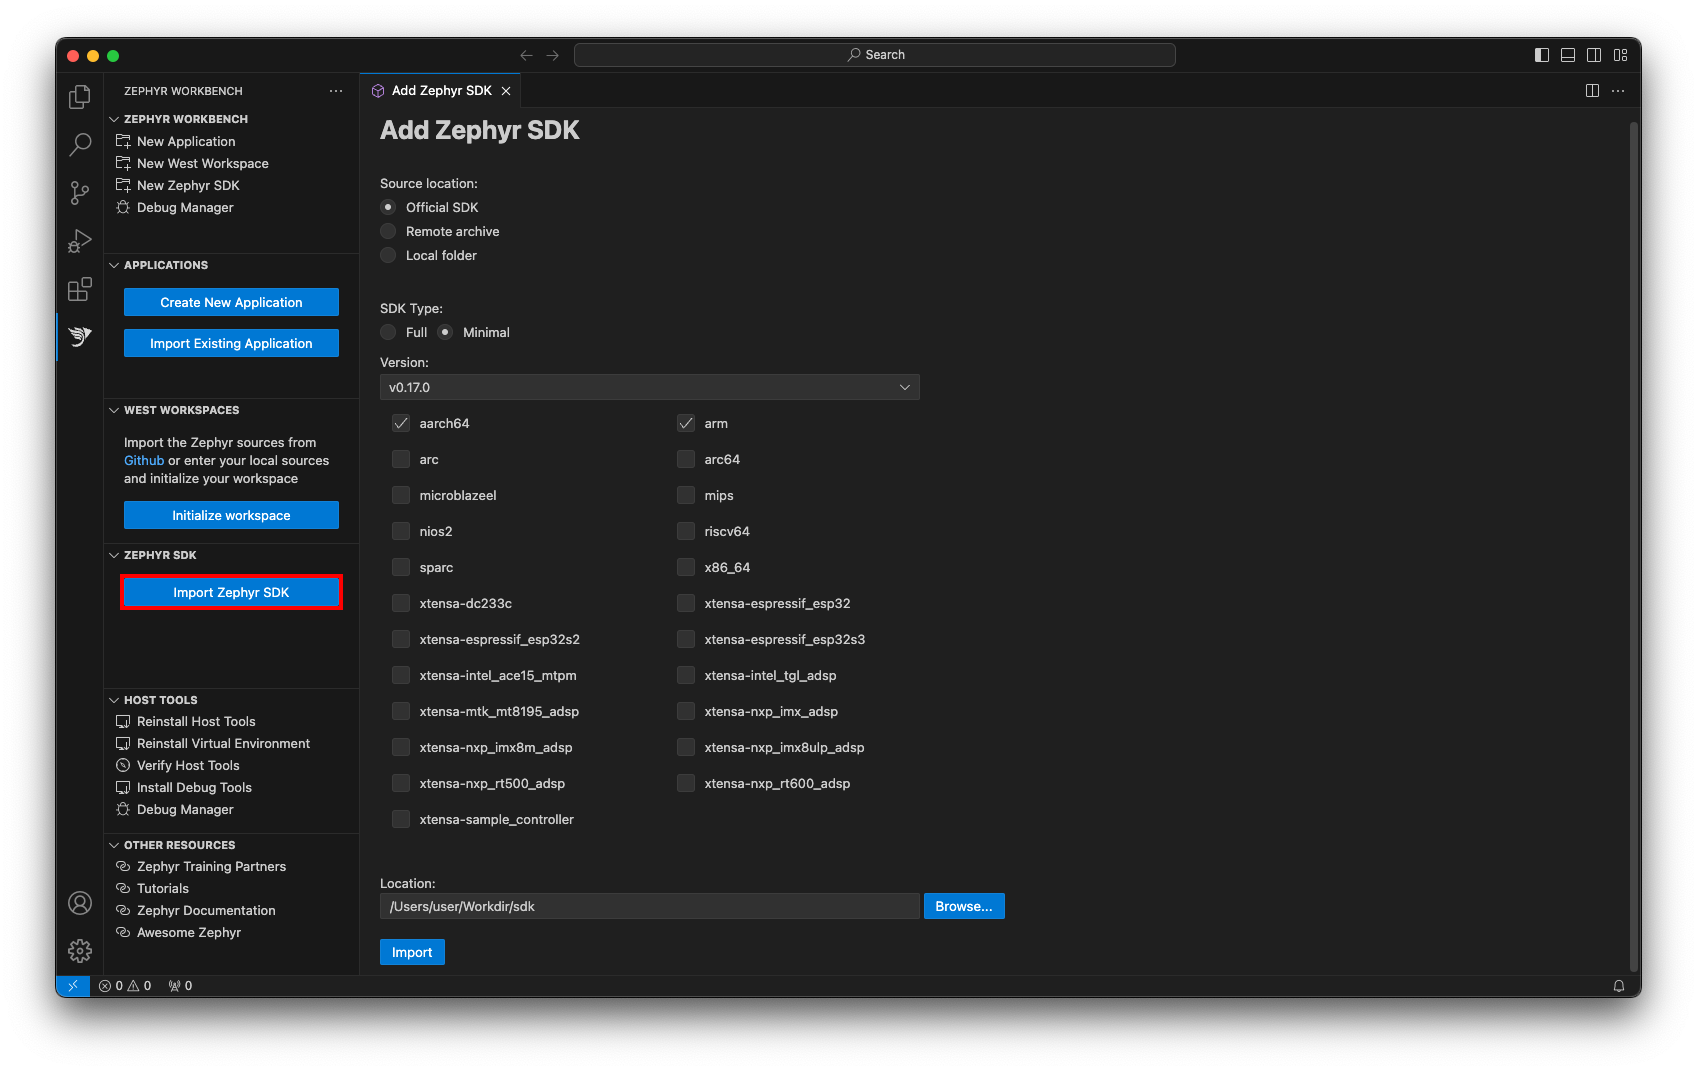 Search
ZEPHYR WORKBENCH
Add Zephyr SDK
ZEPHYR WORKBENCH
New Application
New West Workspace
New Zephyr SDK
Debug Manager
APPLICATIONS
Create New Application
Import Existing Application
WEST WORKSPACES
Import the Zephyr sources from
Github or enter your local sources
and initialize your workspace
Initialize workspace
ZEPHYR SDK
Import Zephyr SDK
HOST TOOLS
Reinstall Host Tools
Reinstall Virtual Environment
Verify Host Tools
Install Debug Tools
Debug Manager
OTHER RESOURCES
Zephyr Training Partners
Tutorials
Zephyr Documentation
Awesome Zephyr
Add Zephyr SDK
Source location:
Official SDK
Remote archive
Local folder
SDK Type:
Full Minimal
Version:
v0.17.0
aarch64 arm
arc arc64
microblazeel mips
nios2 riscv64
sparc x86_64
xtensa-dc233c xtensa-espressif_esp32
xtensa-espressif_esp32s2 xtensa-espressif_esp32s3
xtensa-intel_ace15_mtpm xtensa-intel_tgl_adsp
xtensa-mtk_mt8195_adsp xtensa-nxp_imx_adsp
xtensa-nxp_imx8m_adsp xtensa-nxp_imx8ulp_adsp
xtensa-nxp_rt500_adsp xtensa-nxp_rt600_adsp
xtensa-sample_controller
Location:
/Users/user/Workdir/sdk Browse...
Import
0 0 0